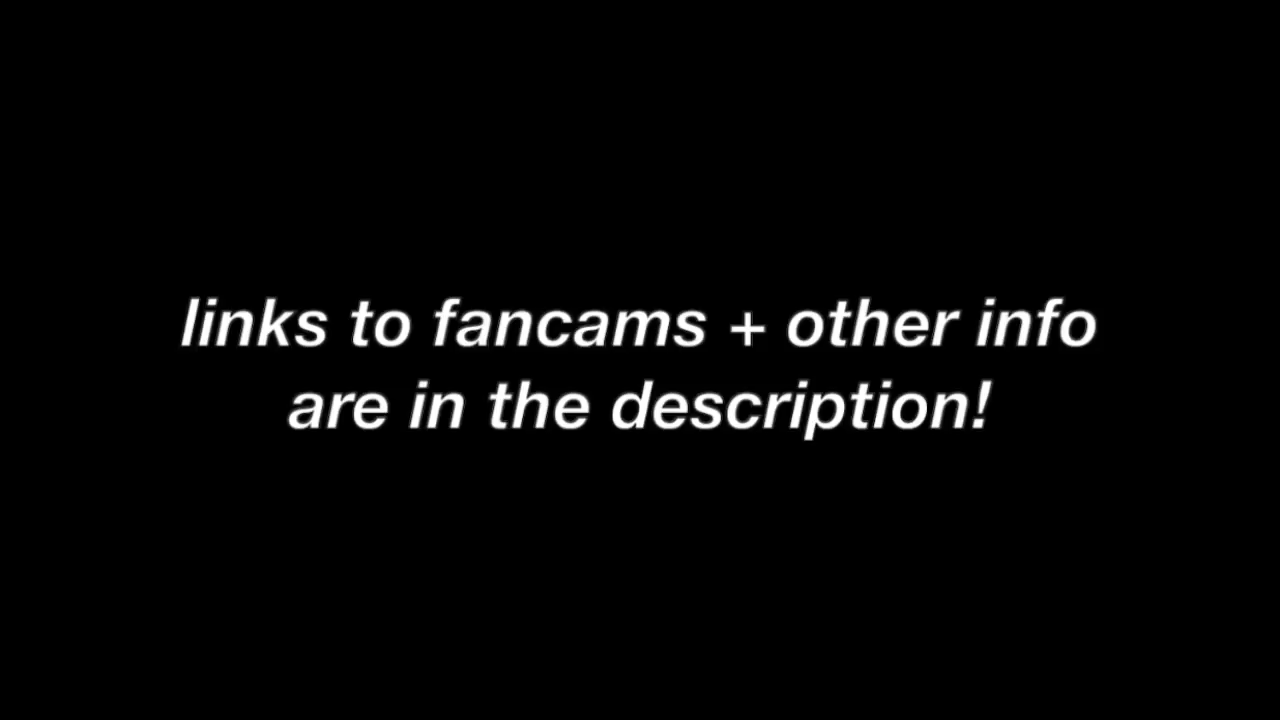 links to fancams + other info
are in the description!